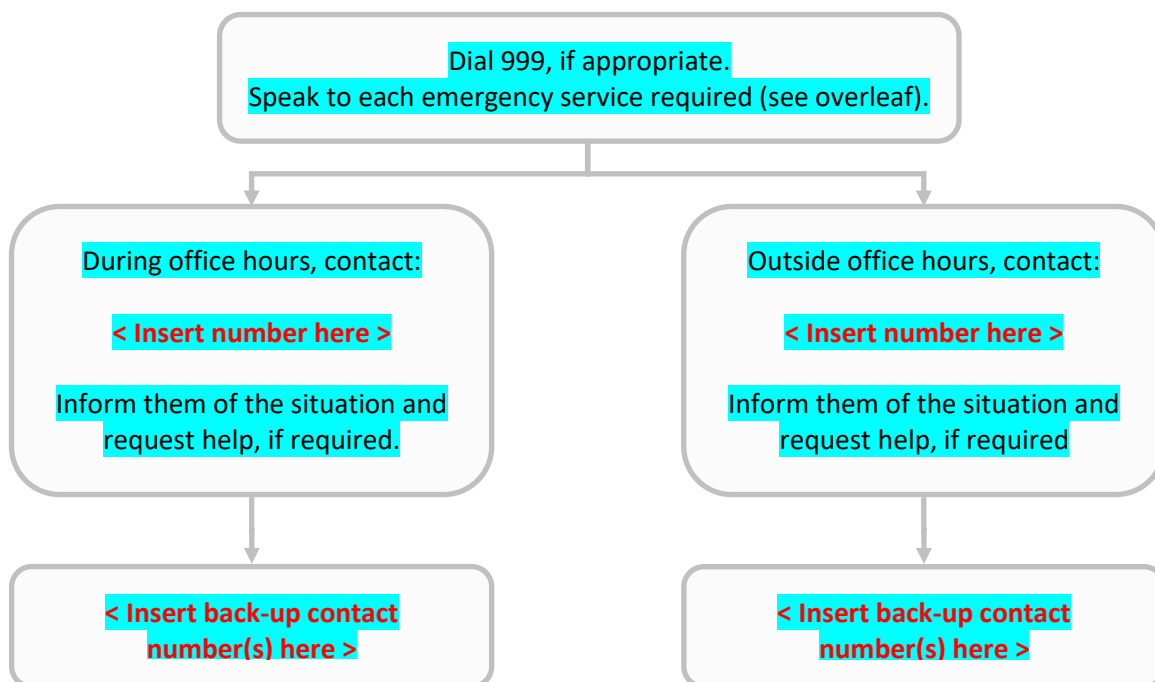 Dial 999, if appropriate.
Speak to each emergency service required (see overleaf).
During office hours, contact:
< Insert number here >
Inform them of the situation and
request help, if required.
Outside office hours, contact:
< Insert number here >
Inform them of the situation and
request help, if required
< Insert back-up contact
number(s) here >
< Insert back-up contact
number(s) here >